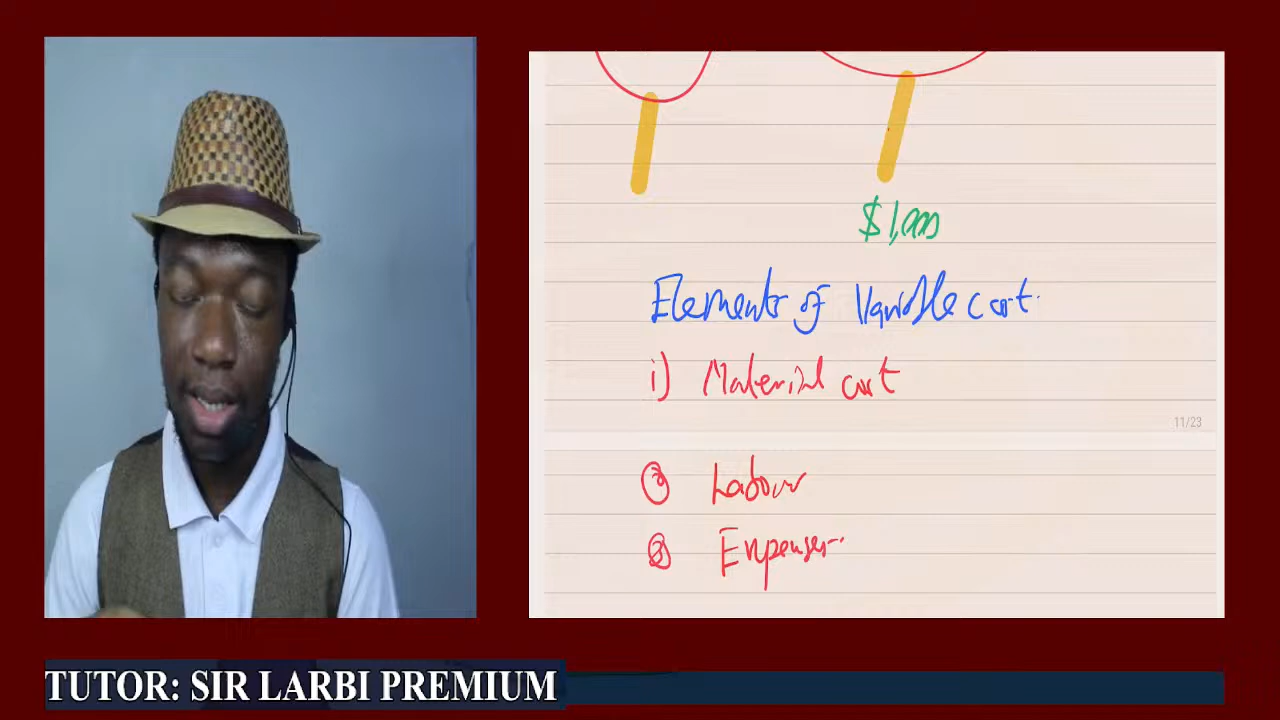 $1,000
Elements of Variable cost.
i) Material cost
11/23
② Labour
③ Expenses
TUTOR: SIR LARBI PREMIUM